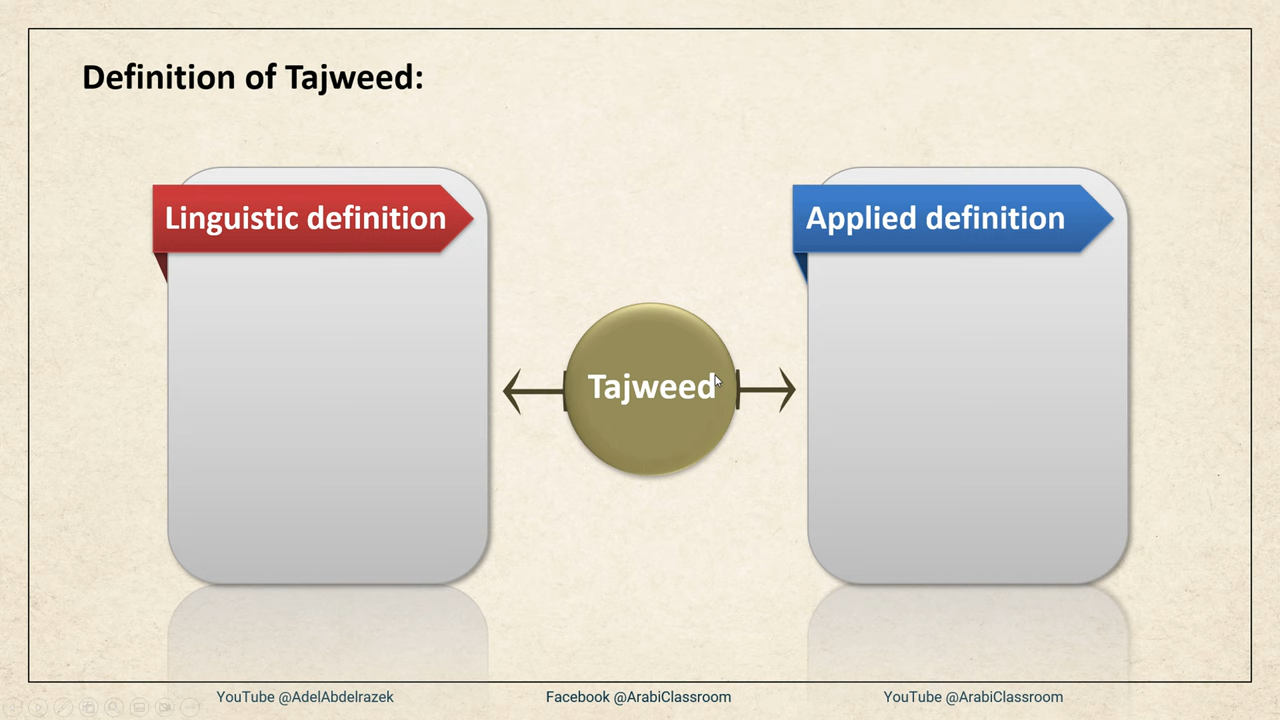 Definition of Tajweed:
Linguistic definition
Applied definition
Tajweed
YouTube @AdelAbdelrazek
Facebook @ArabiClassroom
YouTube @ArabiClassroom